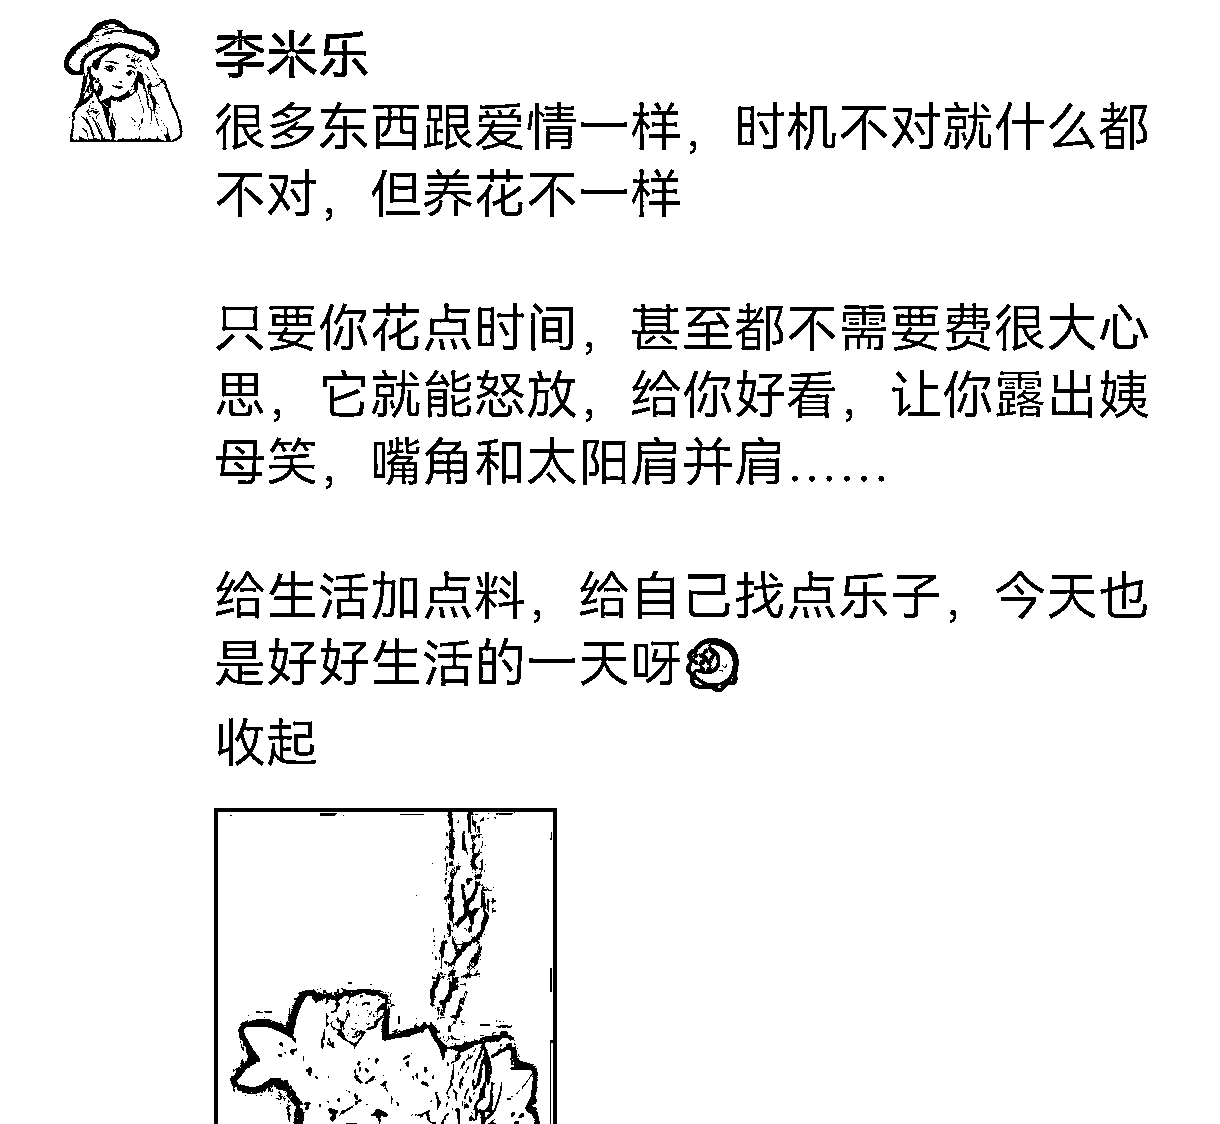 李米乐
很多东西跟爱情一样，时机不对就什么都
不对，但养花不一样
只要你花点时间，甚至都不需要费很大心
思，它就能怒放，给你好看，让你露出姨
母笑，嘴角和太阳肩并肩……
给生活加点料，给自己找点乐子，今天也
是好好生活的一天呀
收起